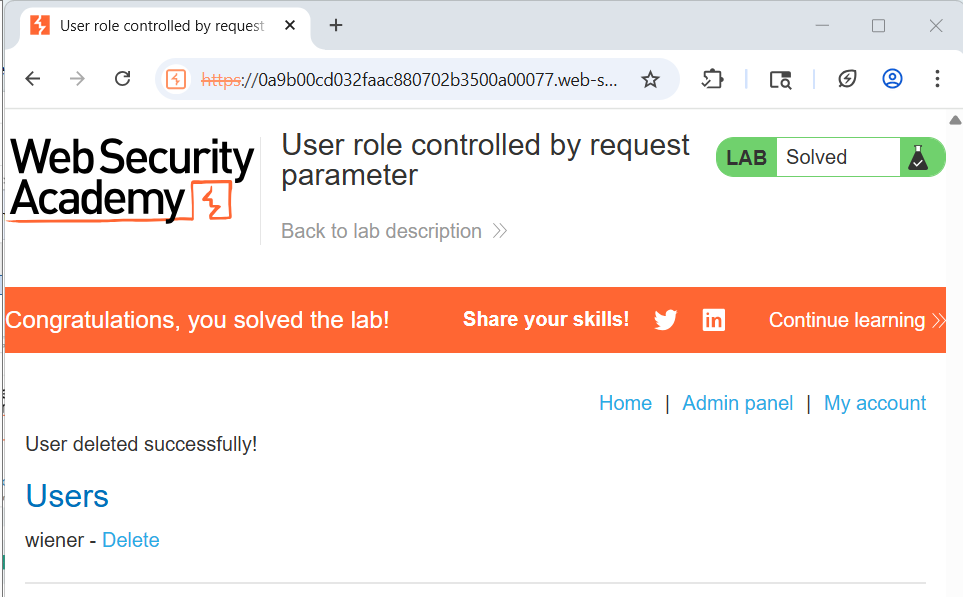 User role controlled by request
https://0a9b00cd032faac880702b3500a00077.web-s...
Web Security
Academy
User role controlled by request
parameter
Back to lab description
LAB Solved
Congratulations, you solved the lab!
Share your skills!
in
Continue learning
Home | Admin panel | My account
User deleted successfully!
Users
wiener - Delete